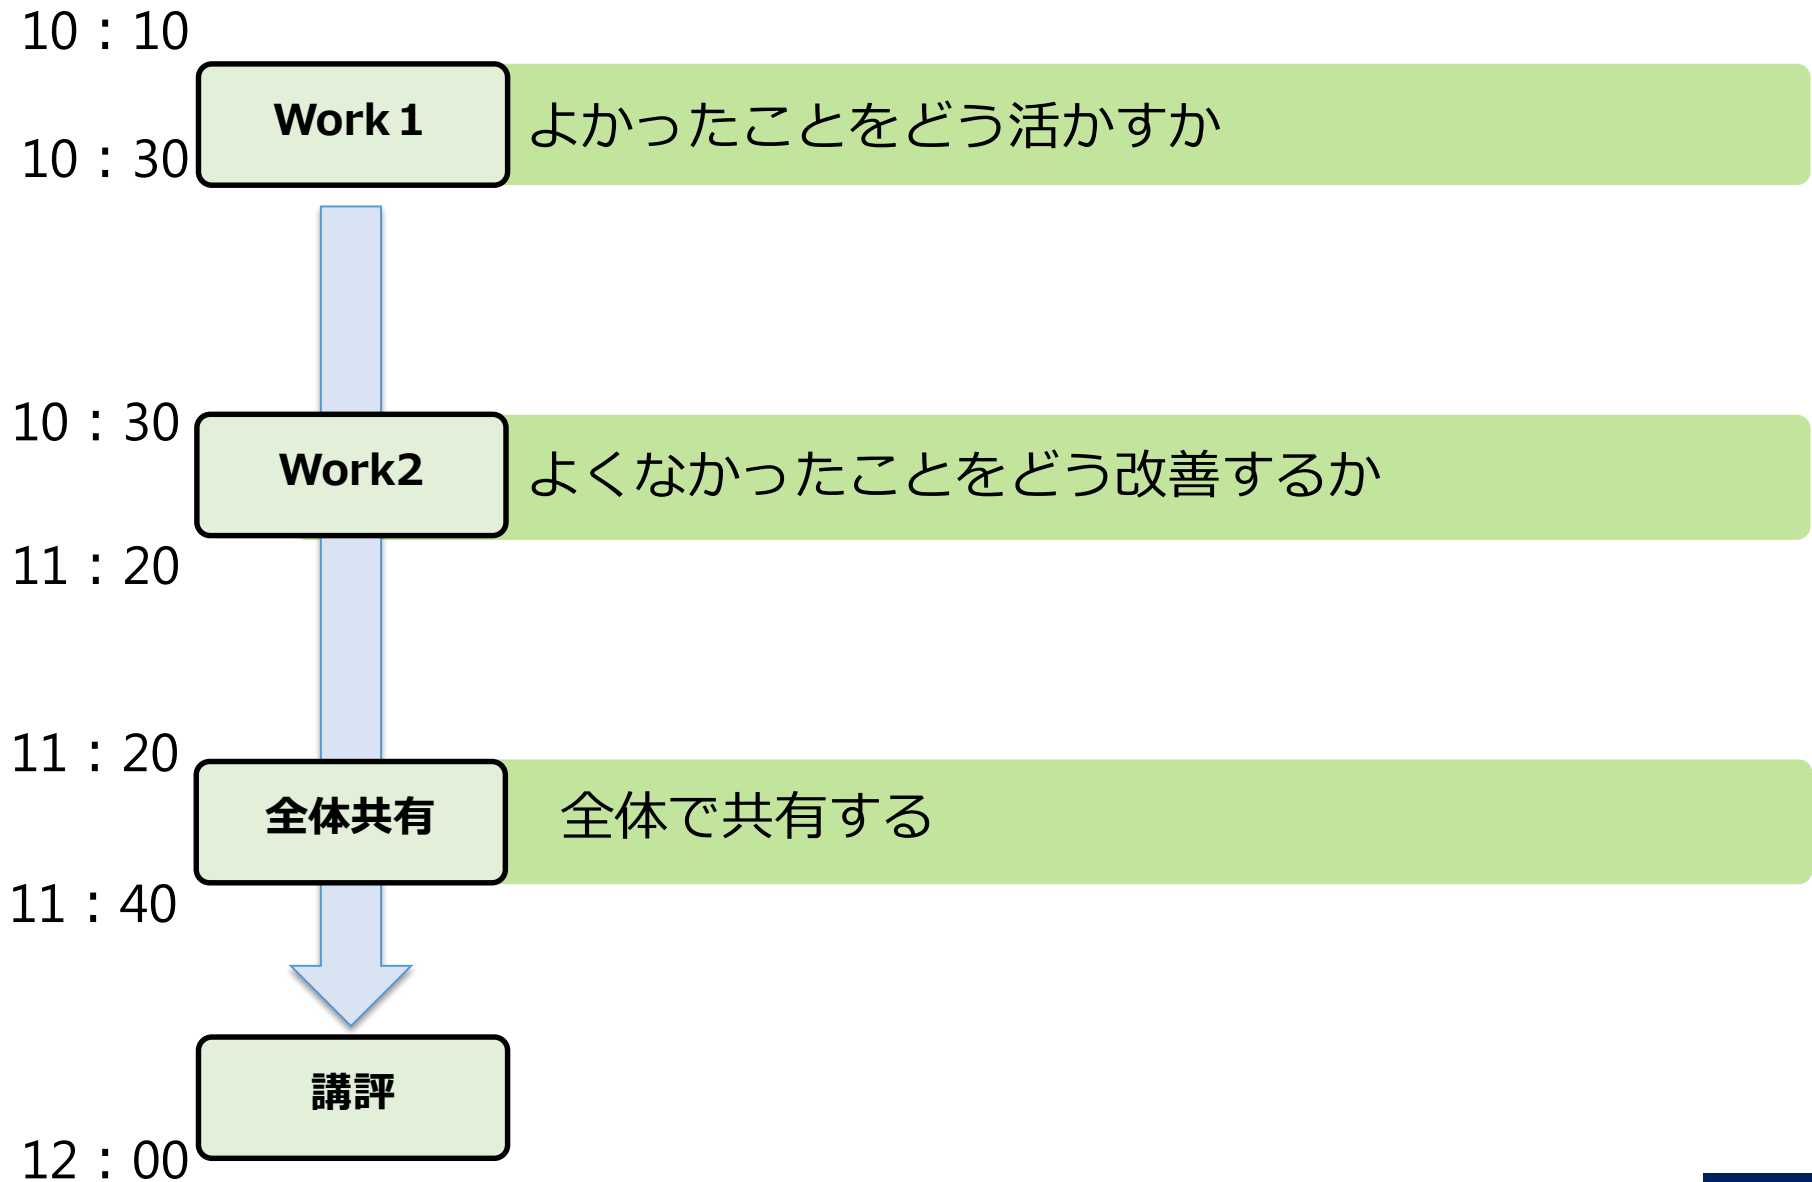 10：10
Work１ よかったことをどう活かすか
10：30
10：30
Work2 よくなかったことをどう改善するか
11：20
11：20
全体共有 全体で共有する
11：40
講評
12：00